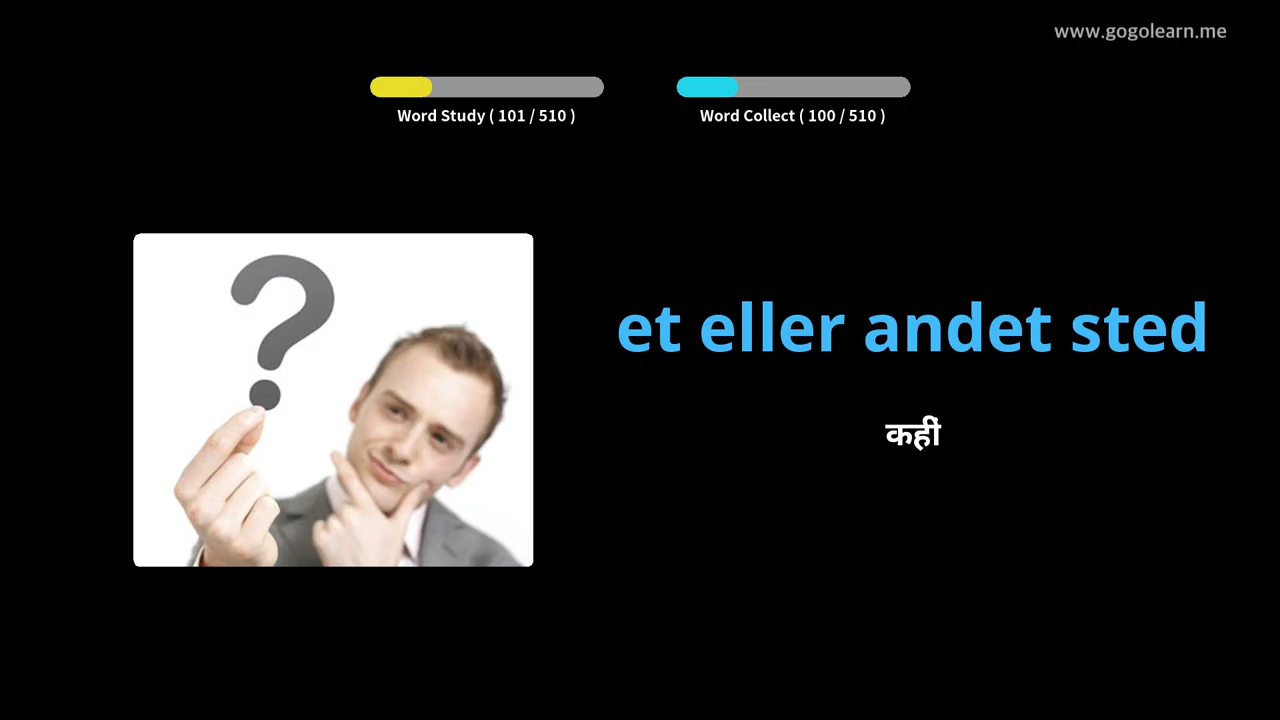 www.gogolearn.me
Word Study ( 101 / 510 )
Word Collect ( 100 / 510 )
et eller andet sted
कहीं